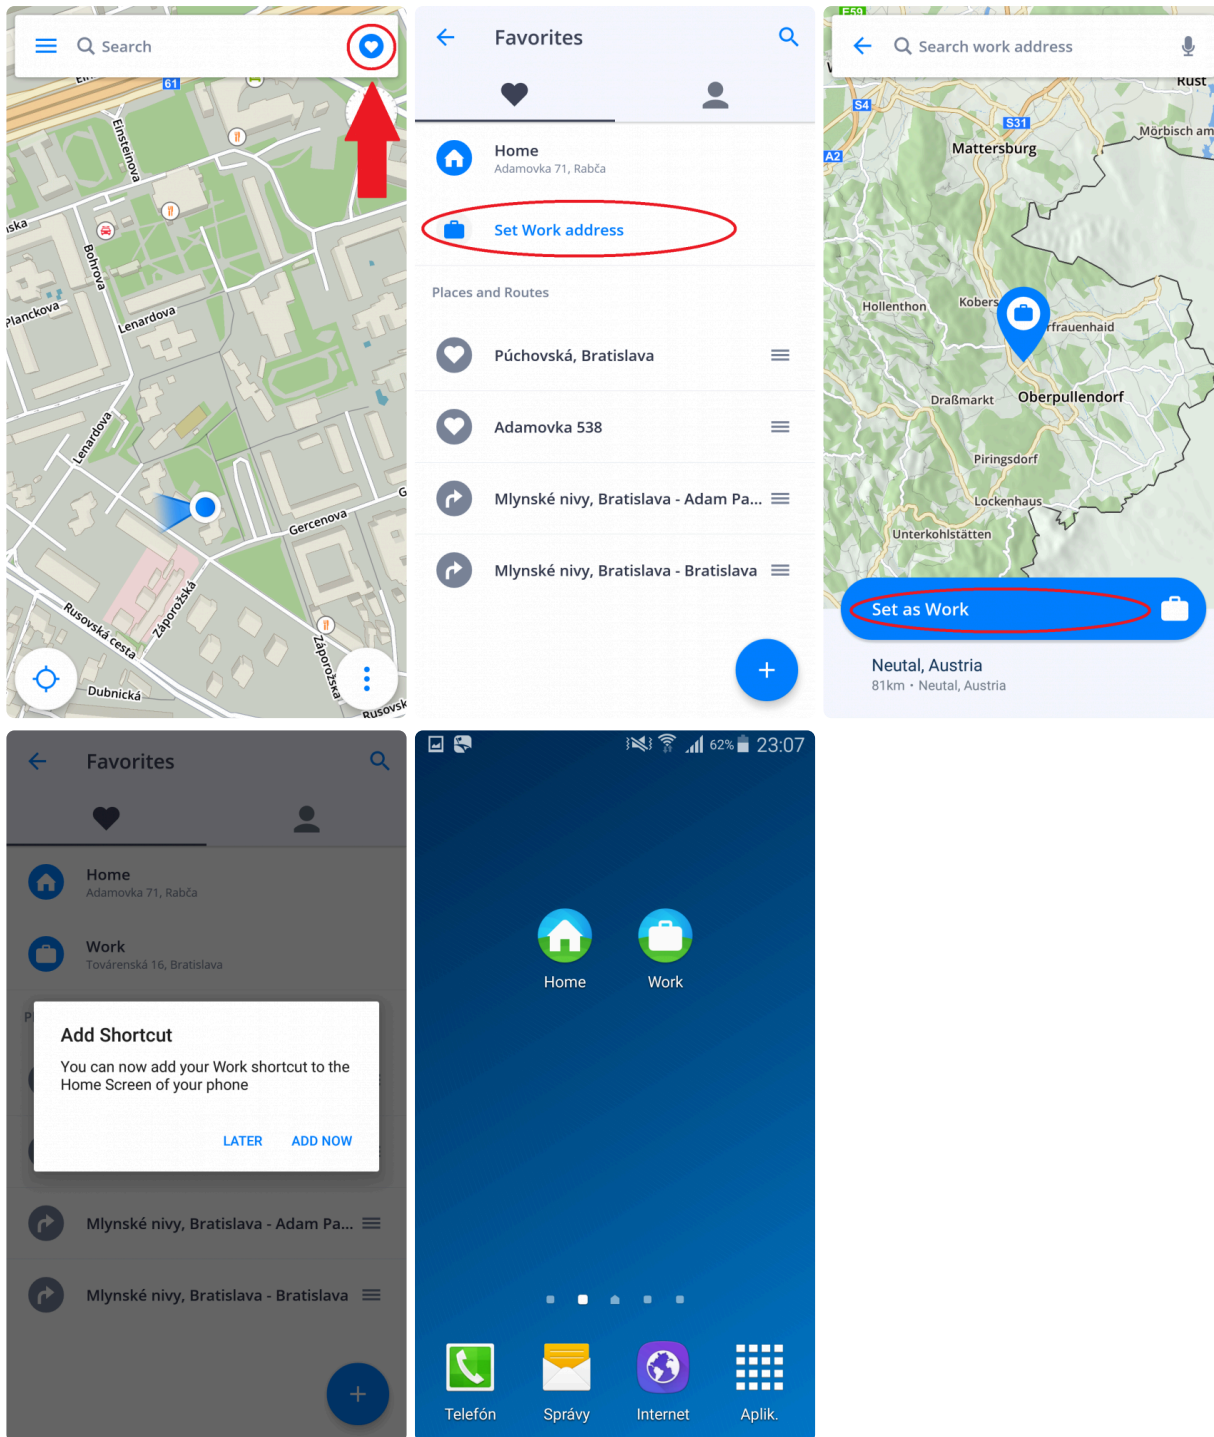 Search
61
Einsteinova
Bohrova
Planckova
Lenardova
Lenardova
Gercenova
Záporožská
Rusovská cesta
Záporožská
Dubnická
Favorites
Home
Adamovka 71, Rabča
Set Work address
Places and Routes
Púchovská, Bratislava
Adamovka 538
Mlynské nivy, Bratislava - Adam Pa...
Mlynské nivy, Bratislava - Bratislava
+
E59
Search work address
Rust
S4
S31
Mörbisch am
A2
Mattersburg
Hollenthon
Kobers
rfrauenhaid
Draßmarkt
Oberpullendorf
Piringsdorf
Lockenhaus
Unterkohlstätten
Set as Work
Neutal, Austria
81km • Neutal, Austria
Favorites
Home
Adamovka 71, Rabča
Work
Továrenská 16, Bratislava
Add Shortcut
You can now add your Work shortcut to the
Home Screen of your phone
LATER ADD NOW
Mlynské nivy, Bratislava - Adam Pa...
Mlynské nivy, Bratislava - Bratislava
+
62% 23:07
Home
Work
Telefón
Správy
Internet
Aplik.